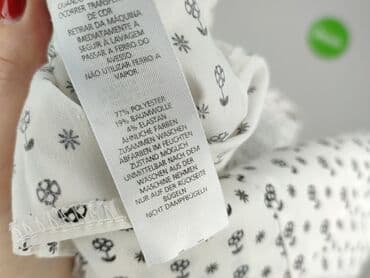 OCORRER TRANSFER
DE COR
RETIRAR DA MÁQUINA
IMEDIATAMENTE A
SEGUIR À LAVAGEM
PASSAR A FERRO DO
AVESSO
NÃO UTILIZAR FERRO A
VAPOR.
77% POLYESTER
19% BAUMWOLLE
4% ELASTAN
ÄHNLICHE FARBEN
ZUSAMMEN WASCHEN
ABFÄRBEN IM FEUCHTEN
ZUSTAND MÖGLICH
UNMITTELBAR NACH DEM
WASCHEN AUS DER
MASCHINE NEHMEN
NUR AUF DER RÜCKSEITE
BÜGELN
NICHT DAMPFBÜGELN